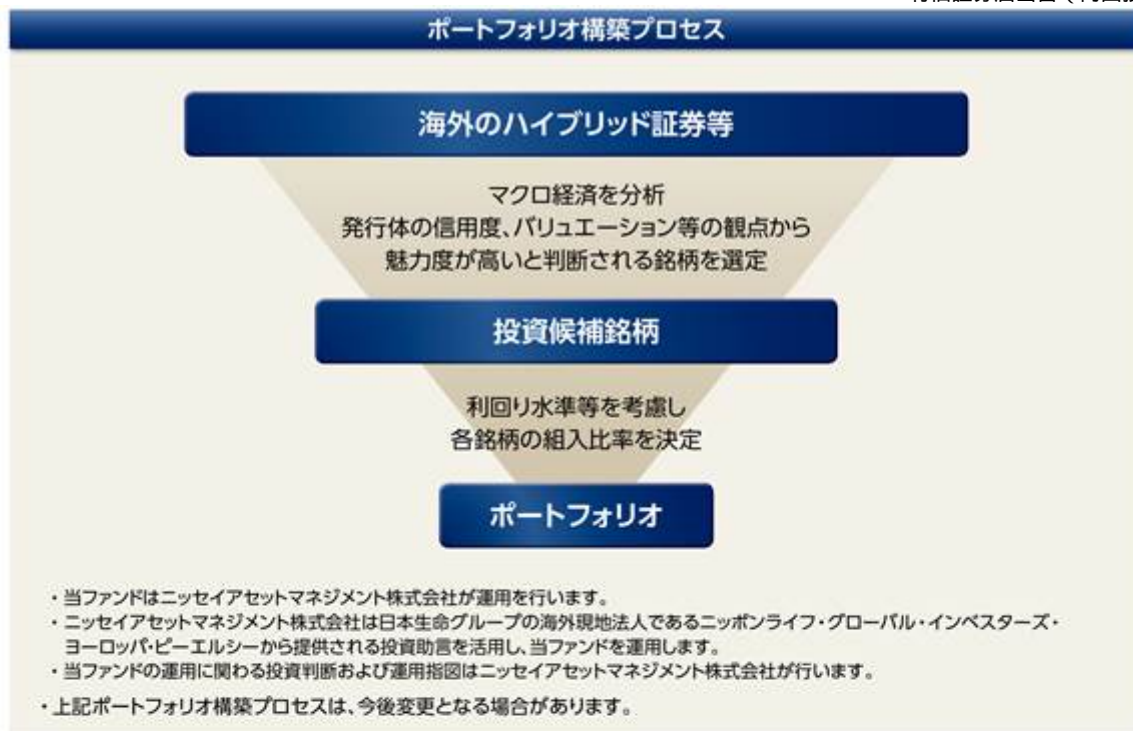 ポートフォリオ構築プロセス
海外のハイブリッド証券等
マクロ経済を分析
発行体の信用度、バリュエーション等の観点から
魅力度が高いと判断される銘柄を選定
投資候補銘柄
利回り水準等を考慮し
各銘柄の組入比率を決定
ポートフォリオ
・当ファンドはニッセイアセットマネジメント株式会社が運用を行います。
・ニッセイアセットマネジメント株式会社は日本生命グループの海外現地法人であるニッポンライフ・グローバル・インベスターズ・
ヨーロッパ・ピーエルシーから提供される投資助言を活用し、当ファンドを運用します。
・当ファンドの運用に関わる投資判断および運用指図はニッセイアセットマネジメント株式会社が行います。
・上記ポートフォリオ構築プロセスは、今後変更となる場合があります。